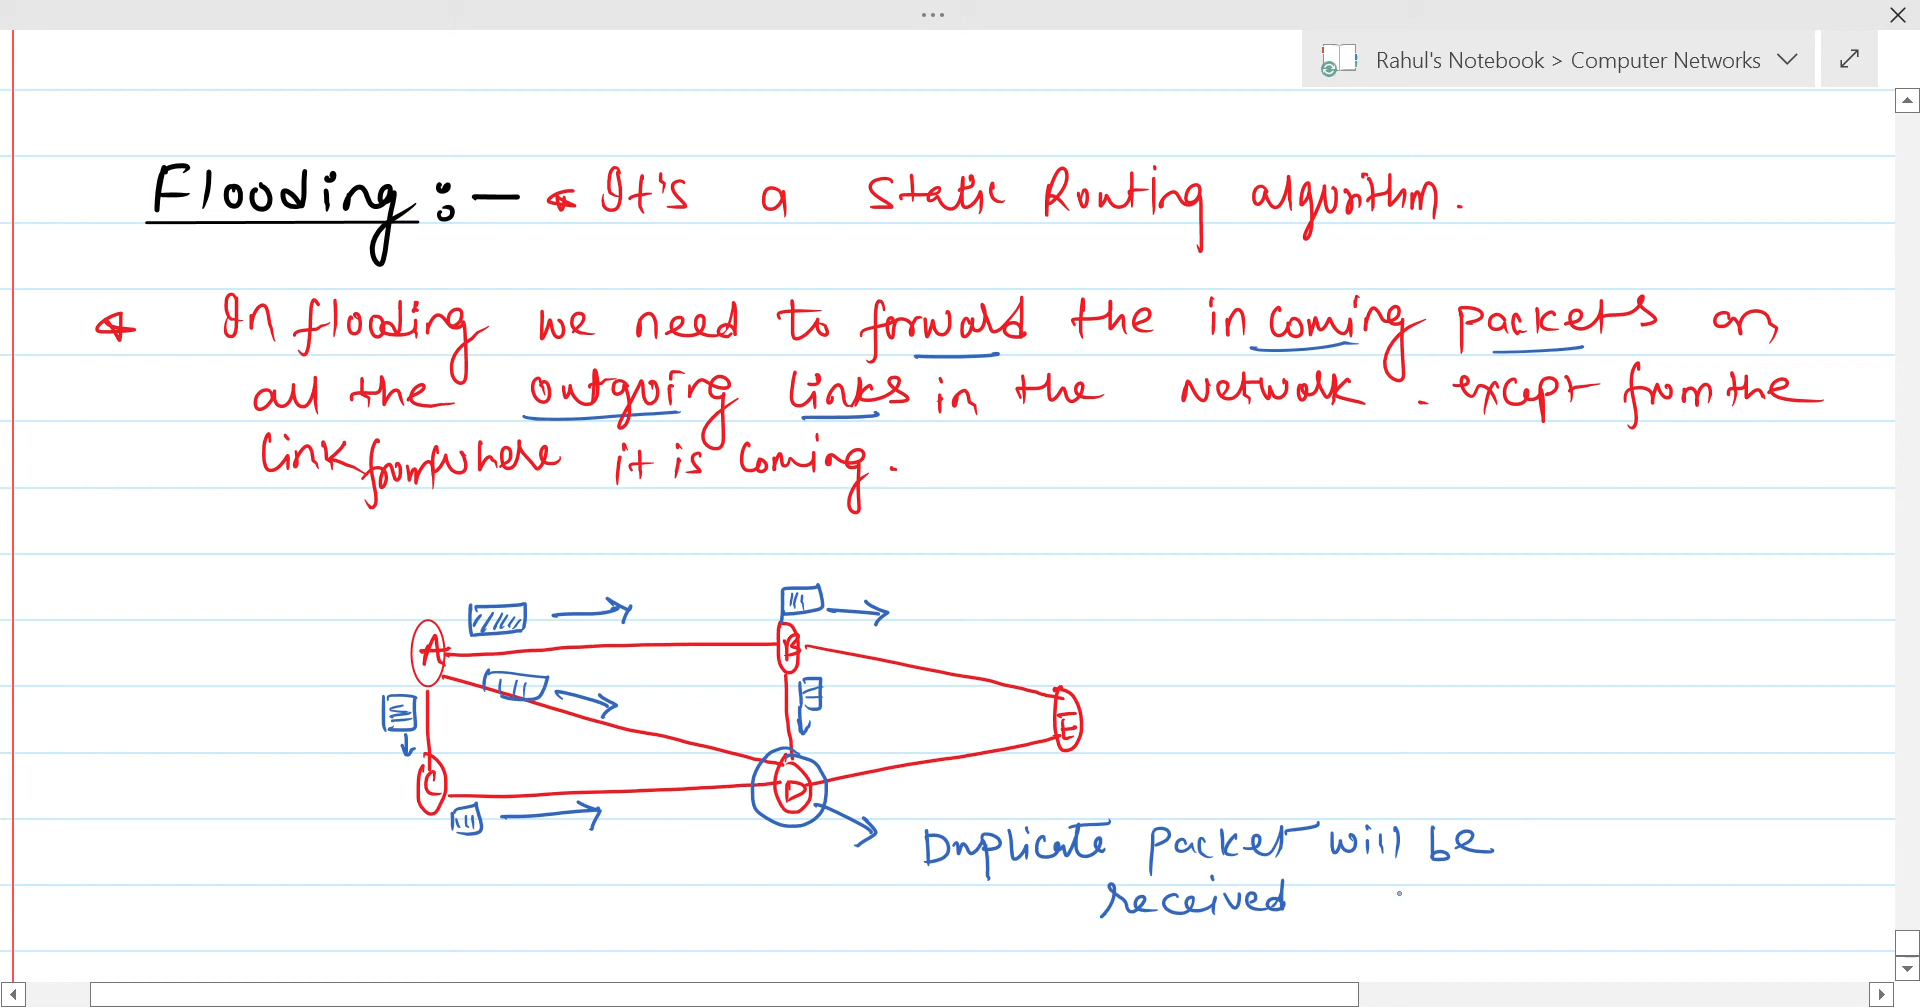 Rahul's Notebook > Computer Networks
Flooding :- * It's a Static Routing algorithm.
* In flooding we need to forward the incoming packets on
all the outgoing links in the Network. except from the
link from where it is coming.
A
B
E
C
D
Duplicate packet will be
received